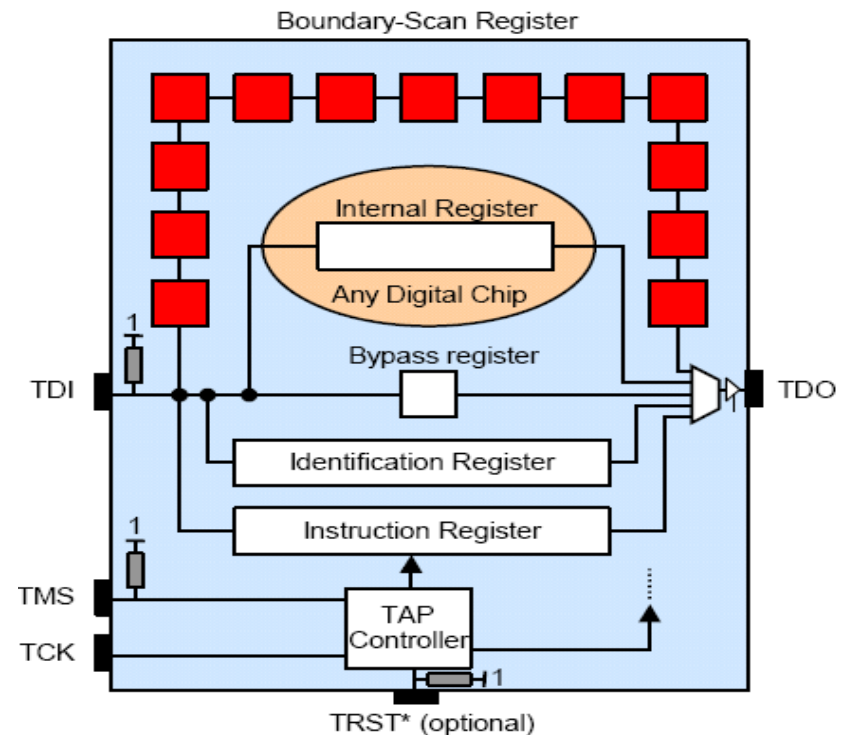 Boundary-Scan Register
Internal Register
Any Digital Chip
1
Bypass register
TDI
TDO
Identification Register
1
Instruction Register
TMS
TAP
Controller
TCK
1
TRST* (optional)